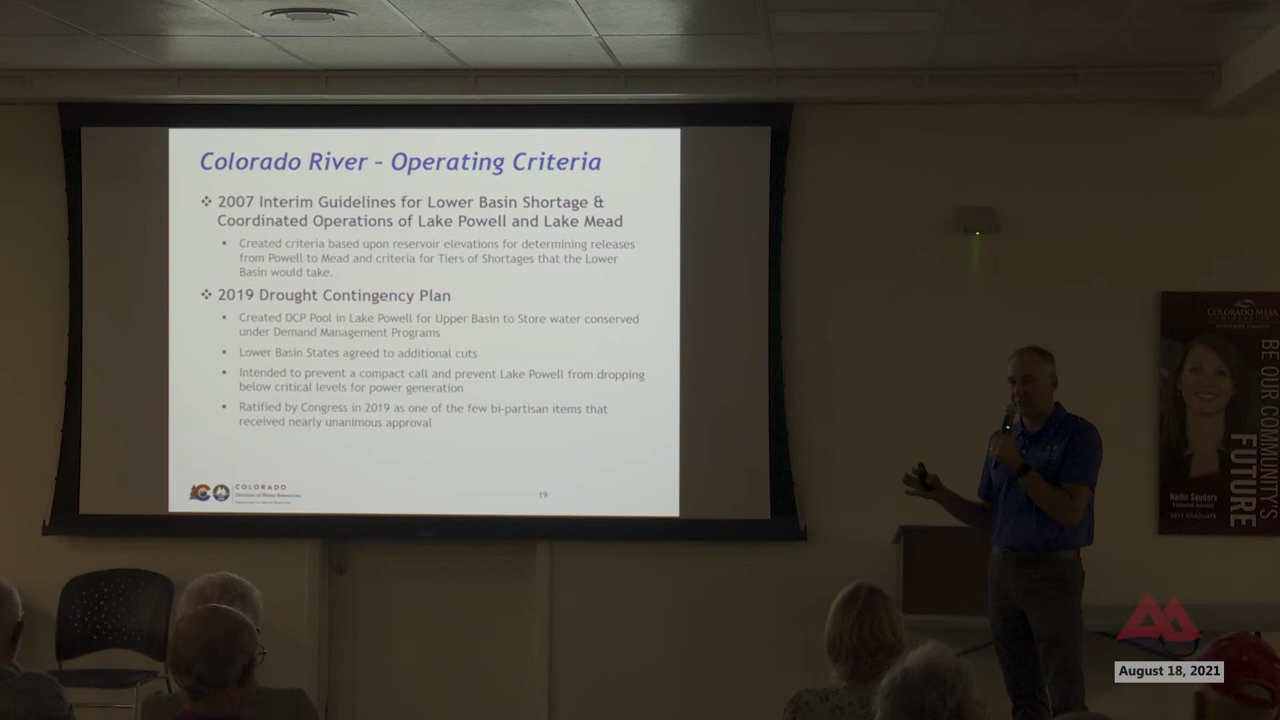 Colorado River – Operating Criteria
❖ 2007 Interim Guidelines for Lower Basin Shortage &
Coordinated Operations of Lake Powell and Lake Mead
▪ Created criteria based upon reservoir elevations for determining releases
from Powell to Mead and criteria for Tiers of Shortages that the Lower
Basin would take.
❖ 2019 Drought Contingency Plan
▪ Created DCP Pool in Lake Powell for Upper Basin to Store water conserved
under Demand Management Programs
▪ Lower Basin States agreed to additional cuts
▪ Intended to prevent a compact call and prevent Lake Powell from dropping
below critical levels for power generation
▪ Ratified by Congress in 2019 as one of the few bi-partisan items that
received nearly unanimous approval
COLORADO
Division of Water Resources
19
COLORADO MESA
BE OUR COMMUNITY'S
FUTURE
August 18, 2021